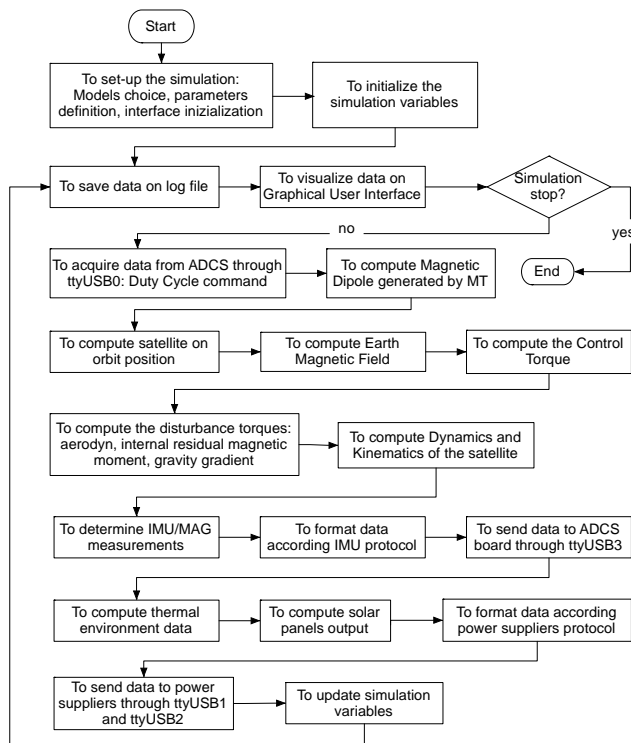 Start
To set-up the simulation:
Models choice, parameters
definition, interface inizialization
To initialize the
simulation variables
To save data on log file
To visualize data on
Graphical User Interface
Simulation
stop?
no
yes
To acquire data from ADCS through
ttyUSB0: Duty Cycle command
To compute Magnetic
Dipole generated by MT
End
To compute satellite on
orbit position
To compute Earth
Magnetic Field
To compute the Control
Torque
To compute the disturbance torques:
aerodyn, internal residual magnetic
moment, gravity gradient
To compute Dynamics and
Kinematics of the satellite
To determine IMU/MAG
measurements
To format data
according IMU protocol
To send data to ADCS
board through ttyUSB3
To compute thermal
environment data
To compute solar
panels output
To format data according
power suppliers protocol
To send data to power
suppliers through ttyUSB1
and ttyUSB2
To update simulation
variables